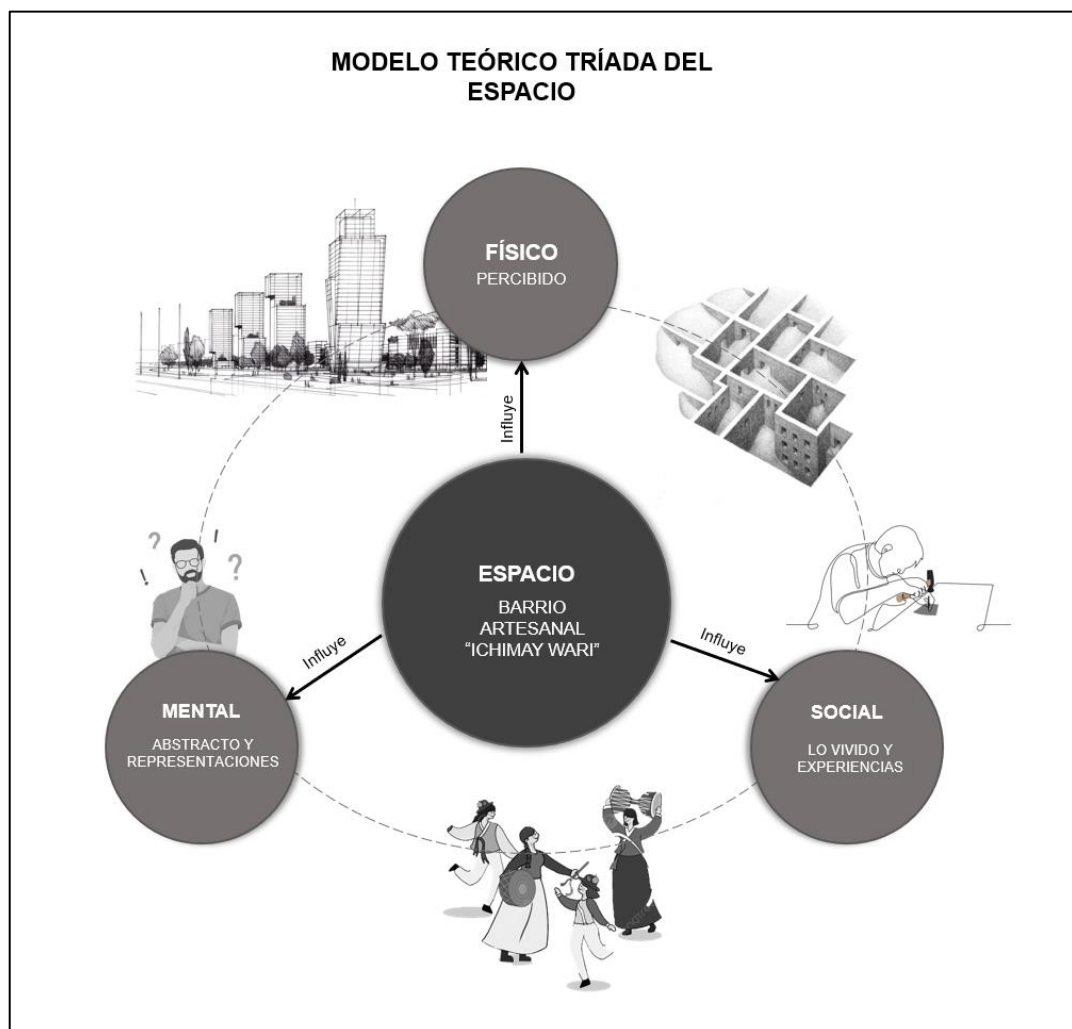 MODELO TEÓRICO TRÍADA DEL
ESPACIO
FÍSICO
PERCIBIDO
Influye
ESPACIO
BARRIO
ARTESANAL
“ICHIMAY WARI”
Influye
Influye
MENTAL
ABSTRACTO Y
REPRESENTACIONES
SOCIAL
LO VIVIDO Y
EXPERIENCIAS
? ! ? !